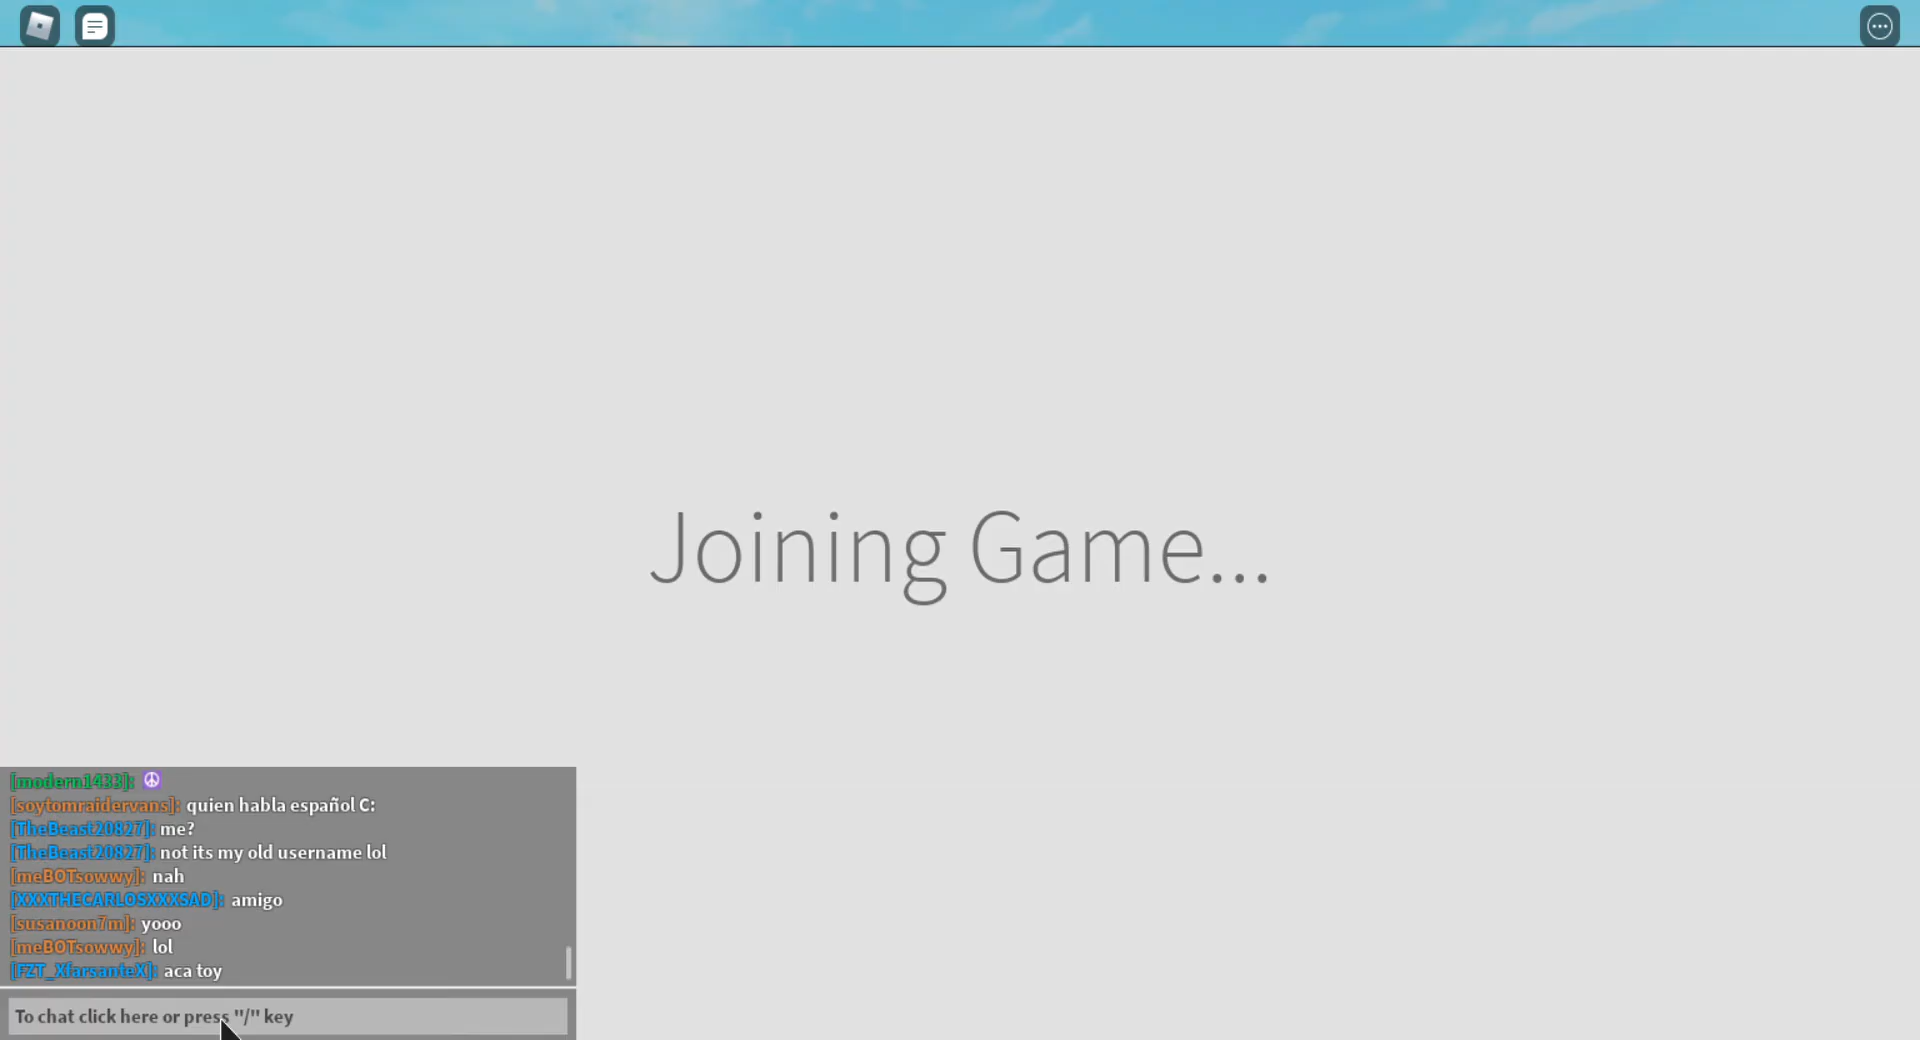 Joining Game...
[modern1433]: ☮
[soytomraidervans]: quien habla español C:
[TheBeast20827]: me?
[TheBeast20827]: not its my old username lol
[meBOTsowwy]: nah
[XXXTHECARLOSXXXSAD]: amigo
[susanoon7m]: yooo
[meBOTsowwy]: lol
[FZT_XfarsanteX]: aca toy
To chat click here or press "/" key